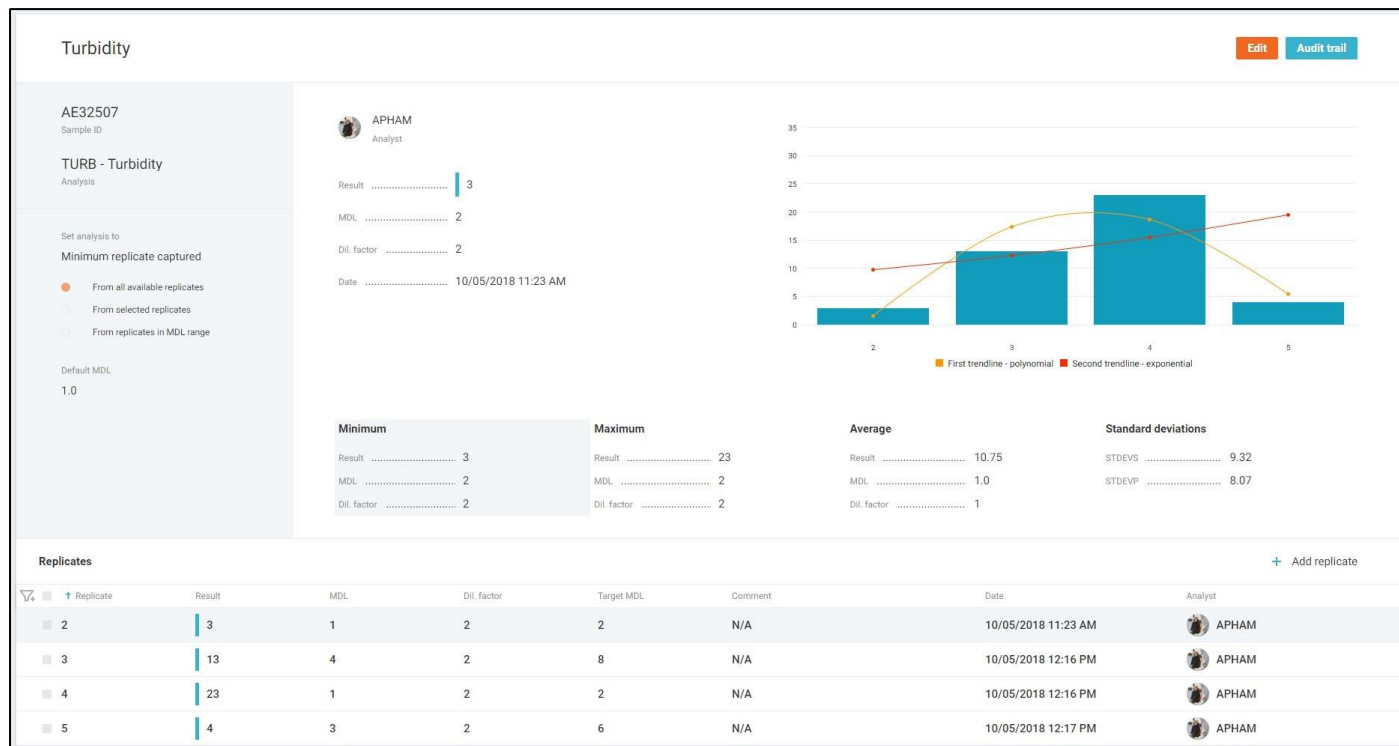 Turbidity
Edit
Audit trail
AE32507
Sample ID
TURB - Turbidity
Analysis
Set analysis to
Minimum replicate captured
From all available replicates
From selected replicates
From replicates in MDL range
Default MDL
1.0
APHAM
Analyst
Result .......................... 3
MDL ............................ 2
Dil. factor ...................... 2
Date ............................ 10/05/2018 11:23 AM
35
30
25
20
15
10
5
0
2 3 4 5
First trendline - polynomial Second trendline - exponential
Minimum
Result ............................ 3
MDL .............................. 2
Dil. factor ........................ 2
Maximum
Result ............................ 23
MDL .............................. 2
Dil. factor ........................ 2
Average
Result ............................ 10.75
MDL .............................. 1.0
Dil. factor ........................ 1
Standard deviations
STDEVS .......................... 9.32
STDEVP .......................... 8.07
Replicates
+ Add replicate
↑ Replicate Result MDL Dil. factor Target MDL Comment Date Analyst
2 3 1 2 2 N/A 10/05/2018 11:23 AM APHAM
3 13 4 2 8 N/A 10/05/2018 12:16 PM APHAM
4 23 1 2 2 N/A 10/05/2018 12:16 PM APHAM
5 4 3 2 6 N/A 10/05/2018 12:17 PM APHAM